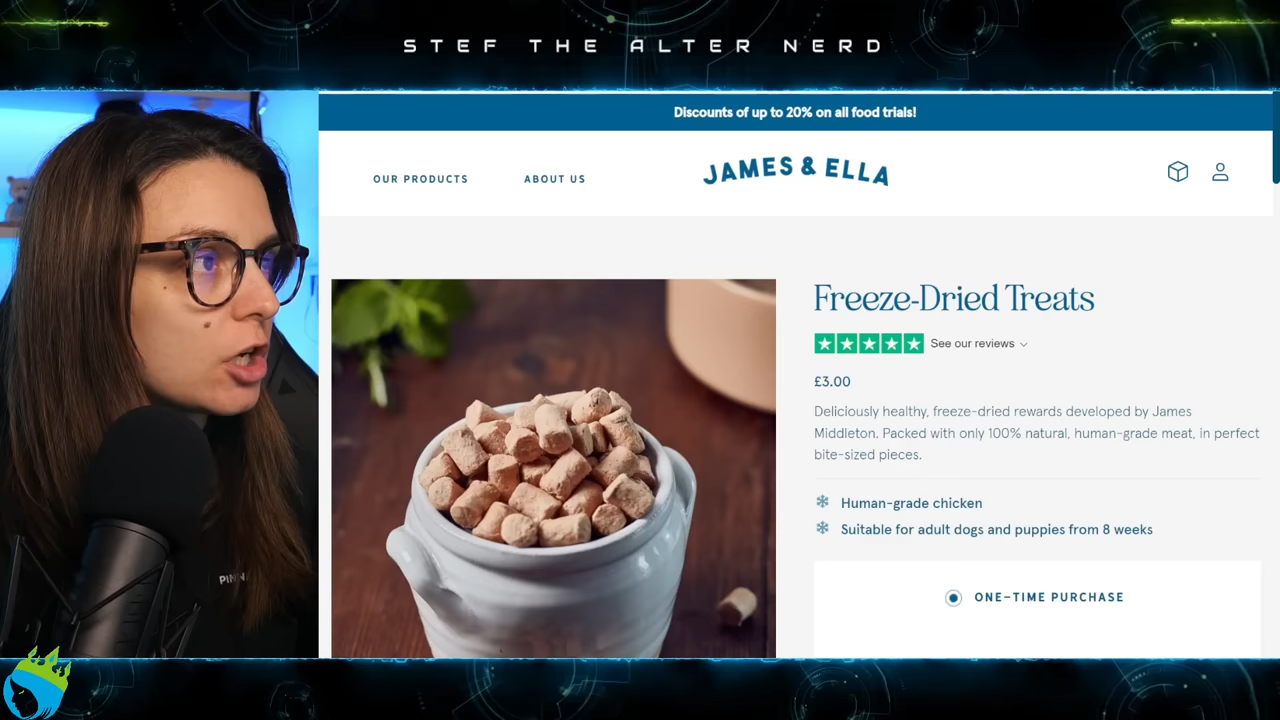 STEF THE ALTER NERD
Discounts of up to 20% on all food trials!
OUR PRODUCTS
ABOUT US
JAMES & ELLA
Freeze-Dried Treats
See our reviews
£3.00
Deliciously healthy, freeze-dried rewards developed by James
Middleton. Packed with only 100% natural, human-grade meat, in perfect
bite-sized pieces.
Human-grade chicken
Suitable for adult dogs and puppies from 8 weeks
ONE-TIME PURCHASE